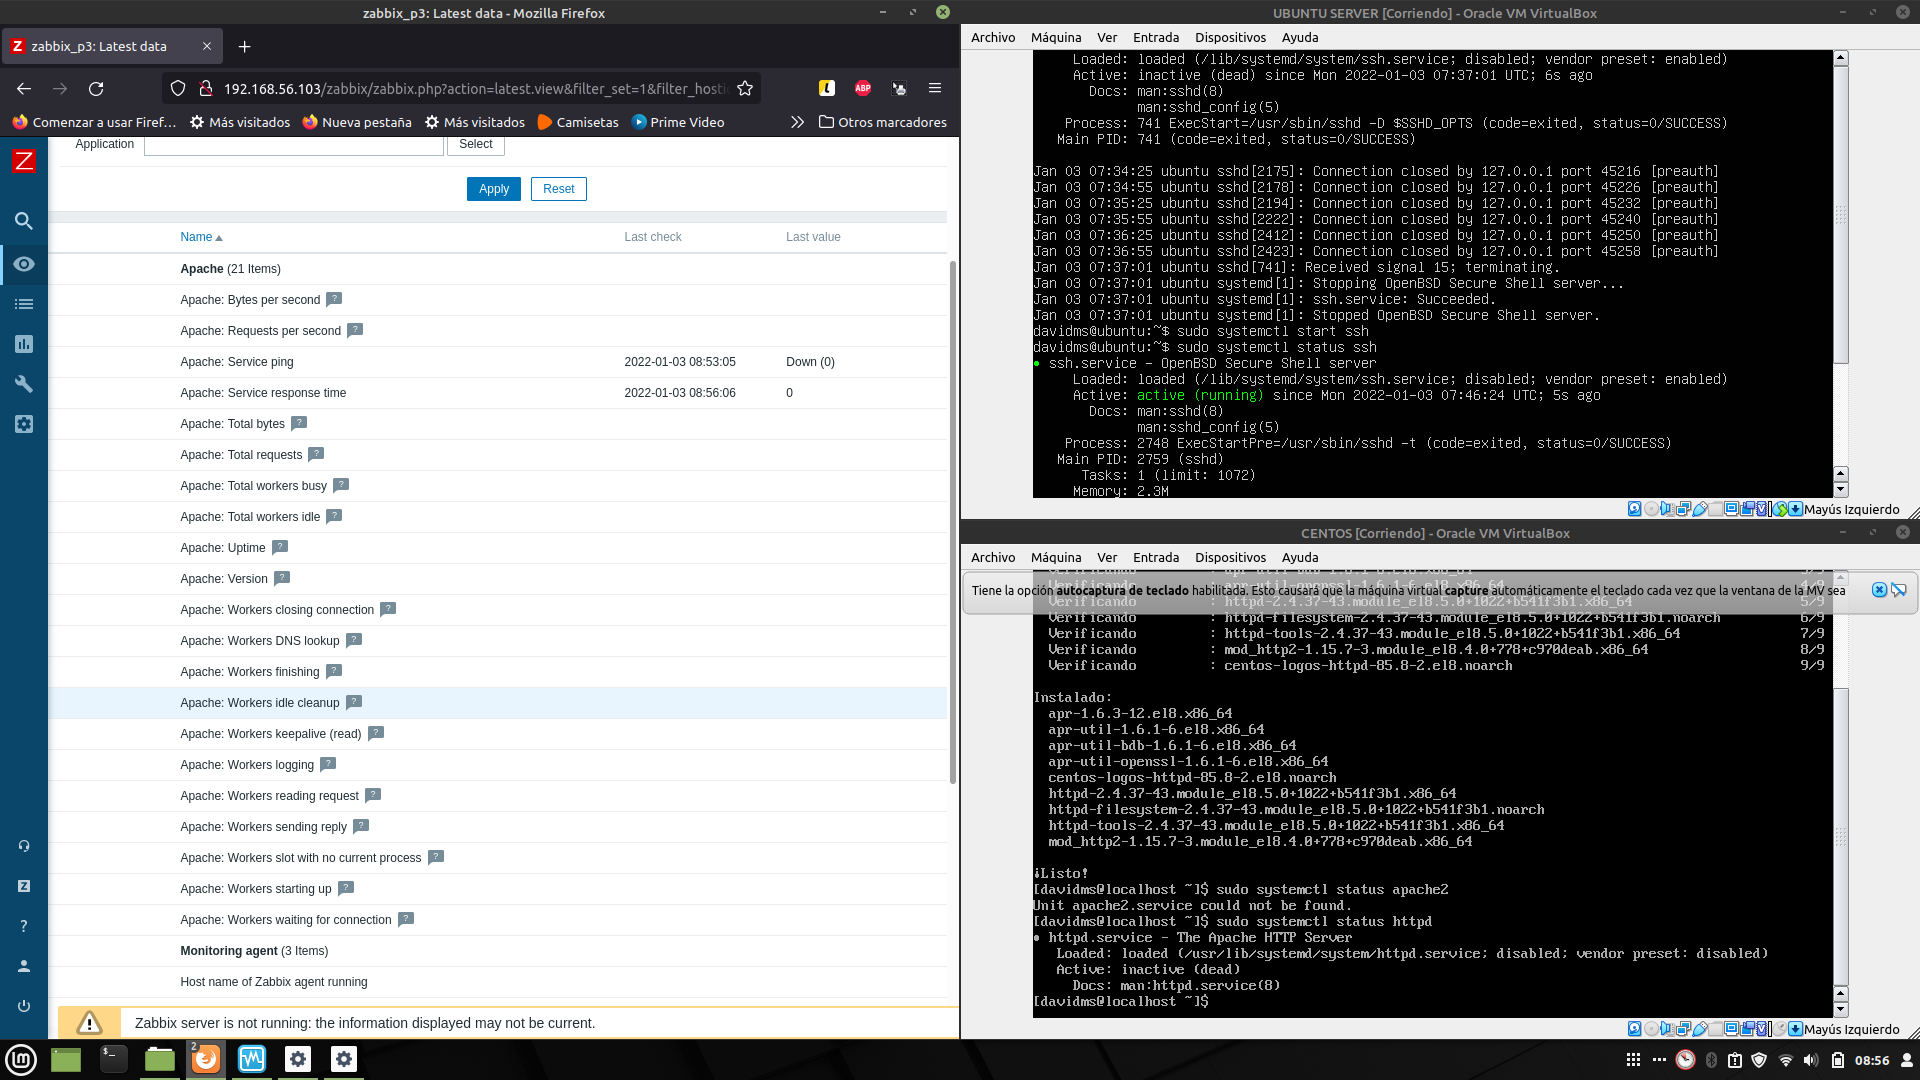 zabbix_p3: Latest data - Mozilla Firefox
zabbix_p3: Latest data
192.168.56.103/zabbix/zabbix.php?action=latest.view&filter_set=1&filter_hosti
ABP
Comenzar a usar Firef…
Más visitados
Nueva pestaña
Más visitados
Camisetas
Prime Video
Otros marcadores
Application
Select
Apply
Reset
Name
Last check
Last value
Apache (21 Items)
Apache: Bytes per second
Apache: Requests per second
Apache: Service ping 2022-01-03 08:53:05 Down (0)
Apache: Service response time 2022-01-03 08:56:06 0
Apache: Total bytes
Apache: Total requests
Apache: Total workers busy
Apache: Total workers idle
Apache: Uptime
Apache: Version
Apache: Workers closing connection
Apache: Workers DNS lookup
Apache: Workers finishing
Apache: Workers idle cleanup
Apache: Workers keepalive (read)
Apache: Workers logging
Apache: Workers reading request
Apache: Workers sending reply
Apache: Workers slot with no current process
Apache: Workers starting up
Apache: Workers waiting for connection
Monitoring agent (3 Items)
Host name of Zabbix agent running
Zabbix server is not running: the information displayed may not be current.
UBUNTU SERVER [Corriendo] - Oracle VM VirtualBox
Archivo Máquina Ver Entrada Dispositivos Ayuda
Loaded: loaded (/lib/systemd/system/ssh.service; disabled; vendor preset: enabled)
Active: inactive (dead) since Mon 2022-01-03 07:37:01 UTC; 6s ago
Docs: man:sshd(8)
man:sshd_config(5)
Process: 741 ExecStart=/usr/sbin/sshd -D $SSHD_OPTS (code=exited, status=0/SUCCESS)
Main PID: 741 (code=exited, status=0/SUCCESS)
Jan 03 07:34:25 ubuntu sshd[2175]: Connection closed by 127.0.0.1 port 45216 [preauth]
Jan 03 07:34:55 ubuntu sshd[2178]: Connection closed by 127.0.0.1 port 45226 [preauth]
Jan 03 07:35:25 ubuntu sshd[2194]: Connection closed by 127.0.0.1 port 45232 [preauth]
Jan 03 07:35:55 ubuntu sshd[2222]: Connection closed by 127.0.0.1 port 45240 [preauth]
Jan 03 07:36:25 ubuntu sshd[2412]: Connection closed by 127.0.0.1 port 45250 [preauth]
Jan 03 07:36:55 ubuntu sshd[2423]: Connection closed by 127.0.0.1 port 45258 [preauth]
Jan 03 07:37:01 ubuntu sshd[741]: Received signal 15; terminating.
Jan 03 07:37:01 ubuntu systemd[1]: Stopping OpenBSD Secure Shell server...
Jan 03 07:37:01 ubuntu systemd[1]: ssh.service: Succeeded.
Jan 03 07:37:01 ubuntu systemd[1]: Stopped OpenBSD Secure Shell server.
davidms@ubuntu:~$ sudo systemctl start ssh
davidms@ubuntu:~$ sudo systemctl status ssh
● ssh.service - OpenBSD Secure Shell server
Loaded: loaded (/lib/systemd/system/ssh.service; disabled; vendor preset: enabled)
Active: active (running) since Mon 2022-01-03 07:46:24 UTC; 5s ago
Docs: man:sshd(8)
man:sshd_config(5)
Process: 2748 ExecStartPre=/usr/sbin/sshd -t (code=exited, status=0/SUCCESS)
Main PID: 2759 (sshd)
Tasks: 1 (limit: 1072)
Memory: 2.3M
Mayús Izquierdo
CENTOS [Corriendo] - Oracle VM VirtualBox
Archivo Máquina Ver Entrada Dispositivos Ayuda
Verificando : apr-util-openssl-1.6.1-6.el8.x86_64 4/9
Tiene la opción autocaptura de teclado habilitada. Esto causará que la máquina virtual capture automáticamente el teclado cada vez que la ventana de la MV sea
Verificando : httpd-2.4.37-43.module_el8.5.0+1022+b541f3b1.x86_64 5/9
Verificando : httpd-filesystem-2.4.37-43.module_el8.5.0+1022+b541f3b1.noarch 6/9
Verificando : httpd-tools-2.4.37-43.module_el8.5.0+1022+b541f3b1.x86_64 7/9
Verificando : mod_http2-1.15.7-3.module_el8.4.0+778+c970deab.x86_64 8/9
Verificando : centos-logos-httpd-85.8-2.el8.noarch 9/9
Instalado:
apr-1.6.3-12.el8.x86_64
apr-util-1.6.1-6.el8.x86_64
apr-util-bdb-1.6.1-6.el8.x86_64
apr-util-openssl-1.6.1-6.el8.x86_64
centos-logos-httpd-85.8-2.el8.noarch
httpd-2.4.37-43.module_el8.5.0+1022+b541f3b1.x86_64
httpd-filesystem-2.4.37-43.module_el8.5.0+1022+b541f3b1.noarch
httpd-tools-2.4.37-43.module_el8.5.0+1022+b541f3b1.x86_64
mod_http2-1.15.7-3.module_el8.4.0+778+c970deab.x86_64
¡Listo!
[davidms@localhost ~]$ sudo systemctl status apache2
Unit apache2.service could not be found.
[davidms@localhost ~]$ sudo systemctl status httpd
● httpd.service - The Apache HTTP Server
Loaded: loaded (/usr/lib/systemd/system/httpd.service; disabled; vendor preset: disabled)
Active: inactive (dead)
Docs: man:httpd.service(8)
[davidms@localhost ~]$
Mayús Izquierdo
2
08:56